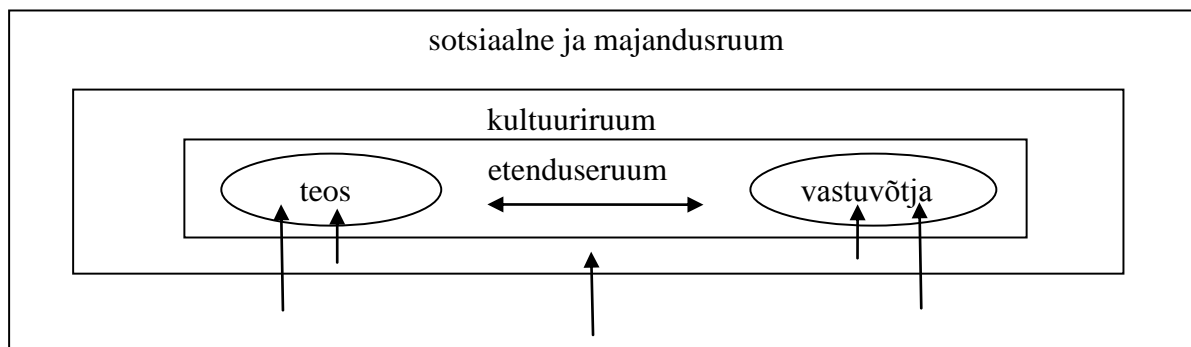 sotsiaalne ja majandusruum
kultuuriruum
etenduseruum
teos
vastuvõtja